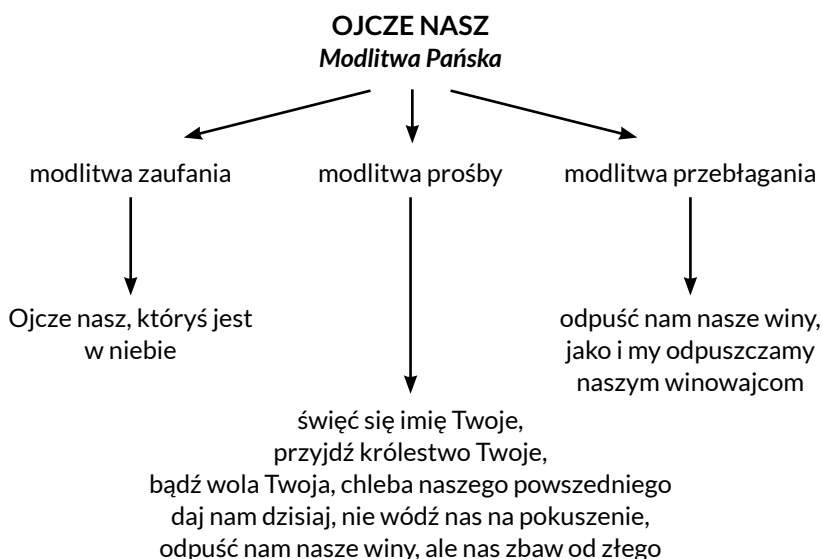 OJCZE NASZ
Modlitwa Pańska
modlitwa zaufania
modlitwa prośby
modlitwa przebłagania
Ojcze nasz, któryś jest
w niebie
odpuść nam nasze winy,
jako i my odpuszczamy
naszym winowajcom
święć się imię Twoje,
przyjdź królestwo Twoje,
bądź wola Twoja, chleba naszego powszedniego
daj nam dzisiaj, nie wódź nas na pokuszenie,
odpuść nam nasze winy, ale nas zbaw od złego